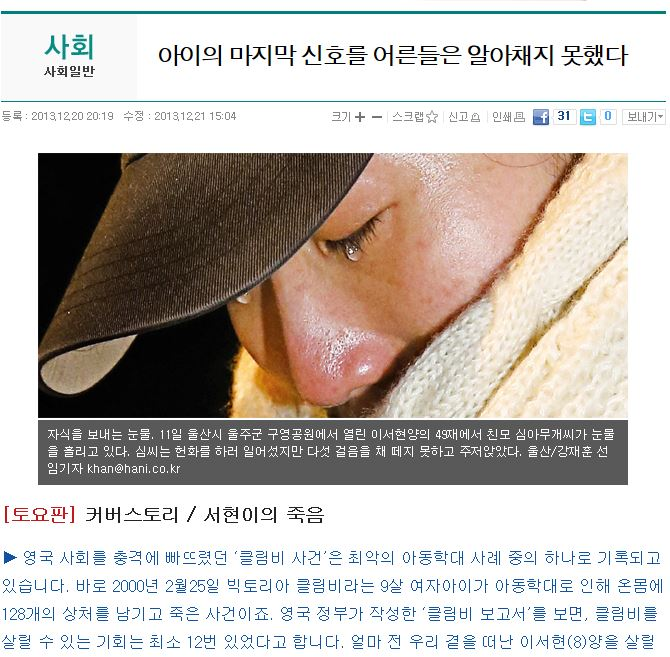 사회
사회일반
아이의 마지막 신호를 어른들은 알아채지 못했다
등록 : 2013.12.20 20:19 수정 : 2013.12.21 15:04
크기 스크랩 신고 인쇄 31 0 보내기
자식을 보내는 눈물. 11일 울산시 울주군 구영공원에서 열린 이서현양의 49재에서 친모 심아무개씨가 눈물
을 흘리고 있다. 심씨는 헌화를 하러 일어섰지만 다섯 걸음을 채 떼지 못하고 주저앉았다. 울산/강재훈 선
임기자 khan@hani.co.kr
[토요판] 커버스토리 / 서현이의 죽음
▶ 영국 사회를 충격에 빠뜨렸던 ‘클림비 사건’은 최악의 아동학대 사례 중의 하나로 기록되고
있습니다. 바로 2000년 2월25일 빅토리아 클림비라는 9살 여자아이가 아동학대로 인해 온몸에
128개의 상처를 남기고 죽은 사건이죠. 영국 정부가 작성한 ‘클림비 보고서’를 보면, 클림비를
살릴 수 있는 기회는 최소 12번 있었다고 합니다. 얼마 전 우리 곁을 떠난 이서현(8)양을 살릴